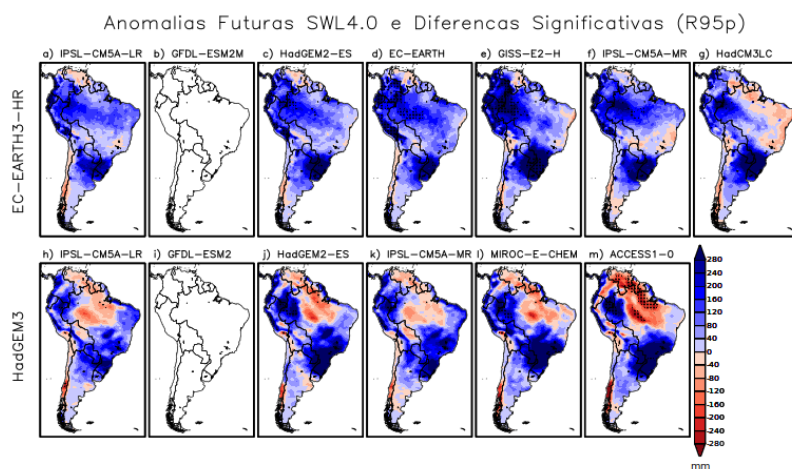 Anomalias Futuras SWL4.0 e Diferencas Significativas (R95p)
a) IPSL-CM5A-LR b) GFDL-ESM2M c) HadGEM2-ES d) EC-EARTH e) GISS-E2-H f) IPSL-CM5A-MR g) HadCM3LC
EC-EARTH3-HR
h) IPSL-CM5A-LR i) GFDL-ESM2 j) HadGEM2-ES k) IPSL-CM5A-MR l) MIROC-E-CHEM m) ACCESS1-0
HadGEM3
280
240
200
160
120
80
40
0
-40
-80
-120
-160
-200
-240
-280
mm